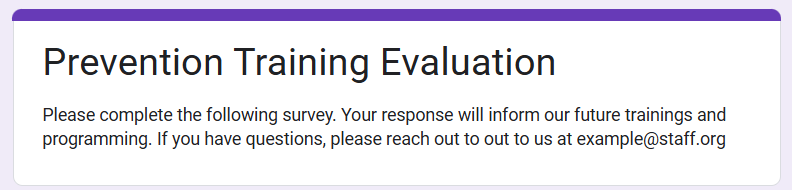 Prevention Training Evaluation
Please complete the following survey. Your response will inform our future trainings and
programming. If you have questions, please reach out to out to us at example@staff.org